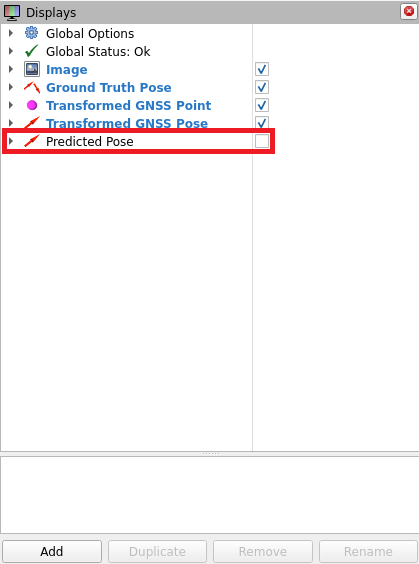 Displays
Global Options
Global Status: Ok
Image
Ground Truth Pose
Transformed GNSS Point
Transformed GNSS Pose
Predicted Pose
Add
Duplicate
Remove
Rename